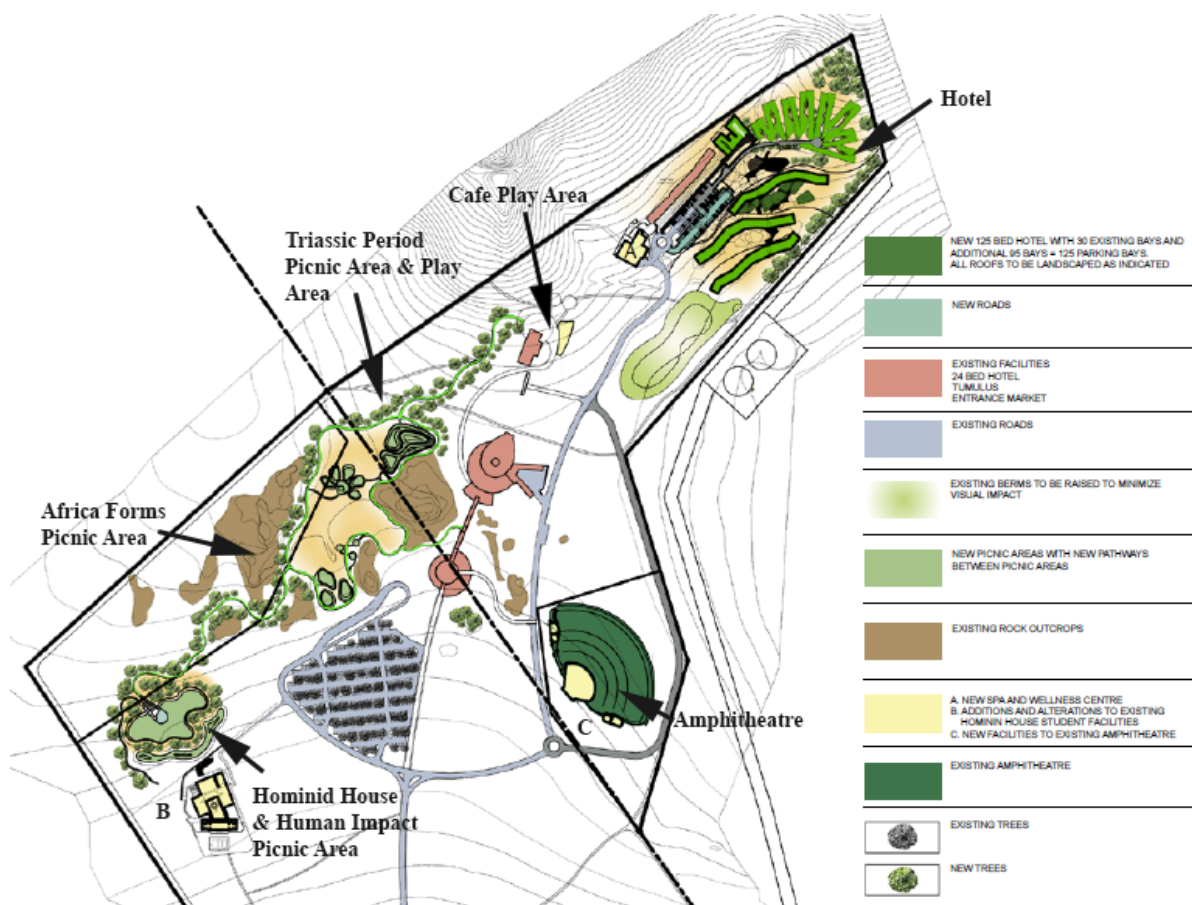 Hotel
Cafe Play Area
Triassic Period
Picnic Area & Play
Area
Africa Forms
Picnic Area
A
Amphitheatre
C
B
Hominid House
& Human Impact
Picnic Area
NEW 125 BED HOTEL WITH 30 EXISTING BAYS AND
ADDITIONAL 95 BAYS = 125 PARKING BAYS.
ALL ROOFS TO BE LANDSCAPED AS INDICATED
NEW ROADS
EXISTING FACILITIES
24 BED HOTEL
TUMULUS
ENTRANCE MARKET
EXISTING ROADS
EXISTING BERMS TO BE RAISED TO MINIMIZE
VISUAL IMPACT
NEW PICNIC AREAS WITH NEW PATHWAYS
BETWEEN PICNIC AREAS
EXISTING ROCK OUTCROPS
A. NEW SPA AND WELLNESS CENTRE
B. ADDITIONS AND ALTERATIONS TO EXISTING
HOMININ HOUSE STUDENT FACILITIES
C. NEW FACILITIES TO EXISTING AMPHITHEATRE
EXISTING AMPHITHEATRE
EXISTING TREES
NEW TREES